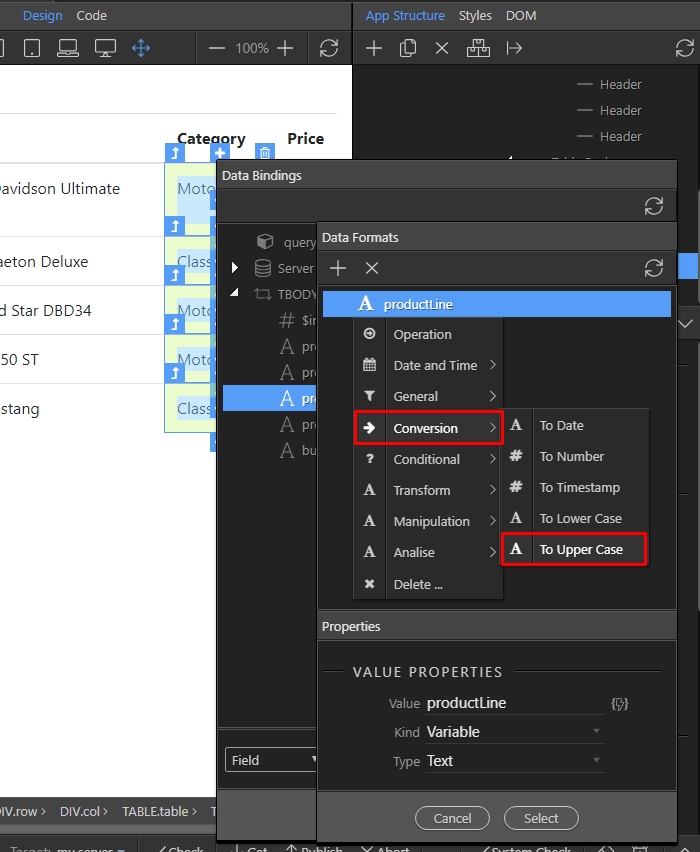 Design Code
App Structure Styles DOM
100%
Header
Header
Header
Category Price
Davidson Ultimate
Moto
Phaeton Deluxe
Class
d Star DBD34
Moto
50 ST
Moto
stang
Class
Data Bindings
query
Server
TBODY
$in
pr
pr
pr
pr
bu
Field
Data Formats
productLine
Operation
Date and Time
General
Conversion
Conditional
Transform
Manipulation
Analise
Delete ...
To Date
To Number
To Timestamp
To Lower Case
To Upper Case
Properties
VALUE PROPERTIES
Value productLine
Kind Variable
Type Text
Cancel Select
DIV.row DIV.col TABLE.table T
Target: my server Check Get Publish Abort System Check